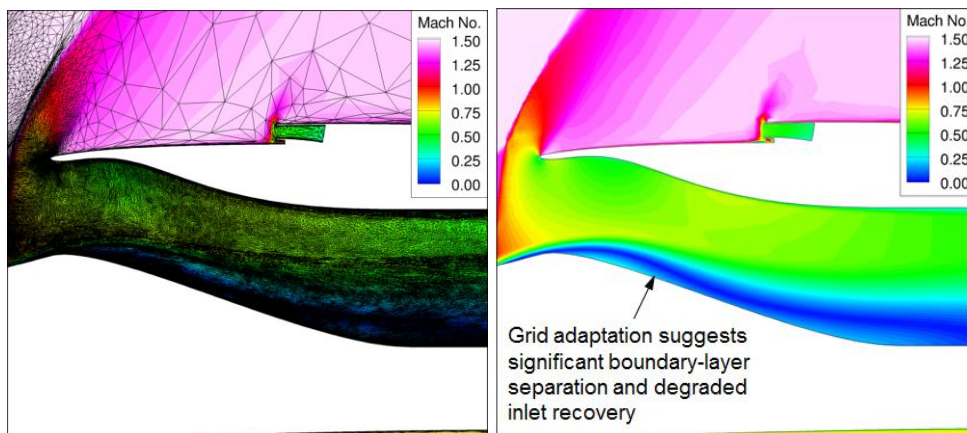 Mach No.
1.50
1.25
1.00
0.75
0.50
0.25
0.00
Mach No.
1.50
1.25
1.00
0.75
0.50
0.25
0.00
Grid adaptation suggests
significant boundary-layer
separation and degraded
inlet recovery